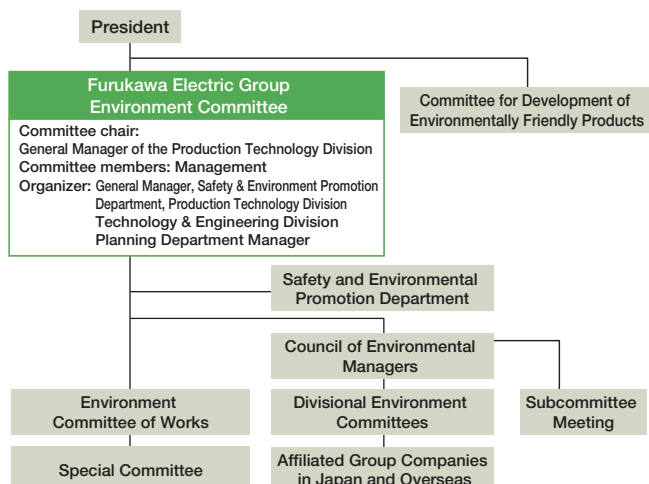 President
Furukawa Electric Group
Environment Committee
Committee chair:
General Manager of the Production Technology Division
Committee members: Management
Organizer: General Manager, Safety & Environment Promotion
Department, Production Technology Division
Technology & Engineering Division
Planning Department Manager
Committee for Development of
Environmentally Friendly Products
Safety and Environmental
Promotion Department
Council of Environmental
Managers
Environment
Committee of Works
Divisional Environment
Committees
Subcommittee
Meeting
Special Committee
Affiliated Group Companies
in Japan and Overseas